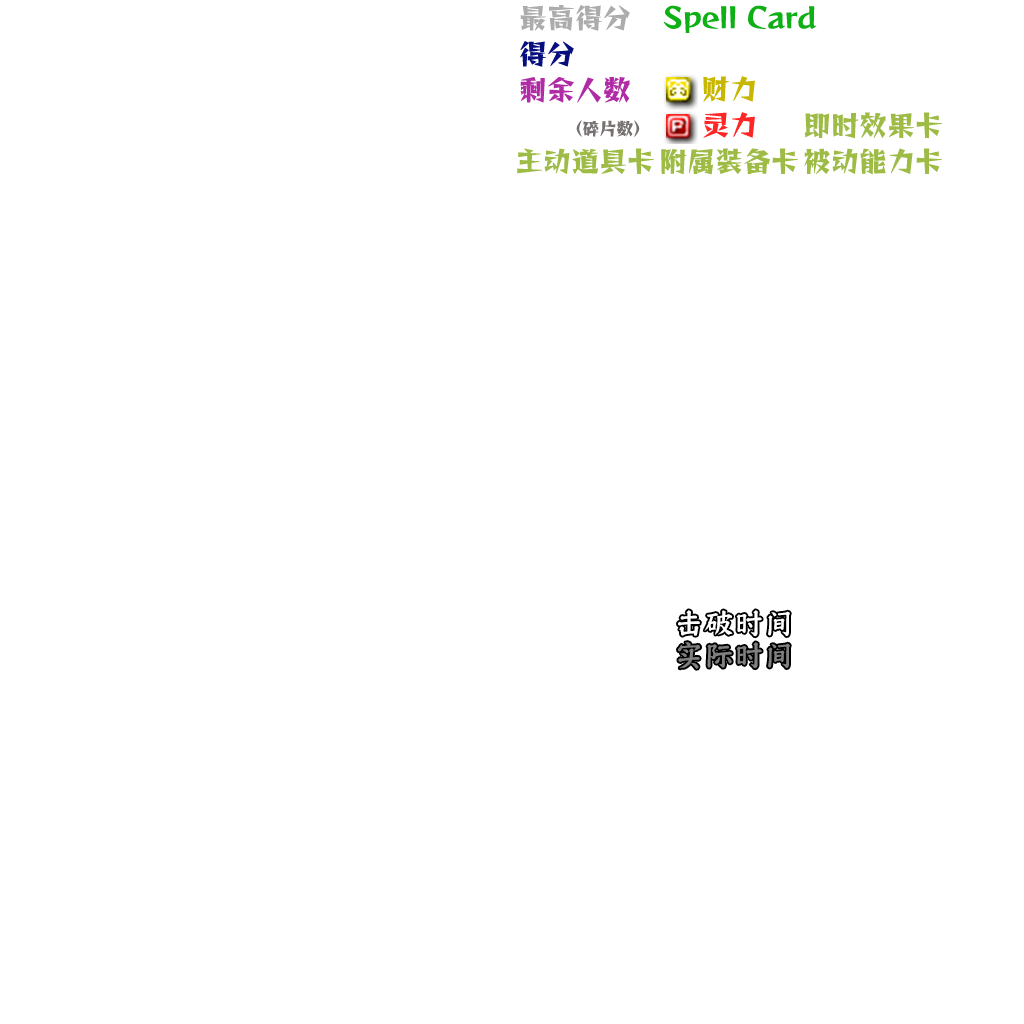 最高得分 Spell Card
得分
剩余人数 财力
(碎片数) P 灵力 即时效果卡
主动道具卡 附属装备卡 被动能力卡
击破时间
实际时间